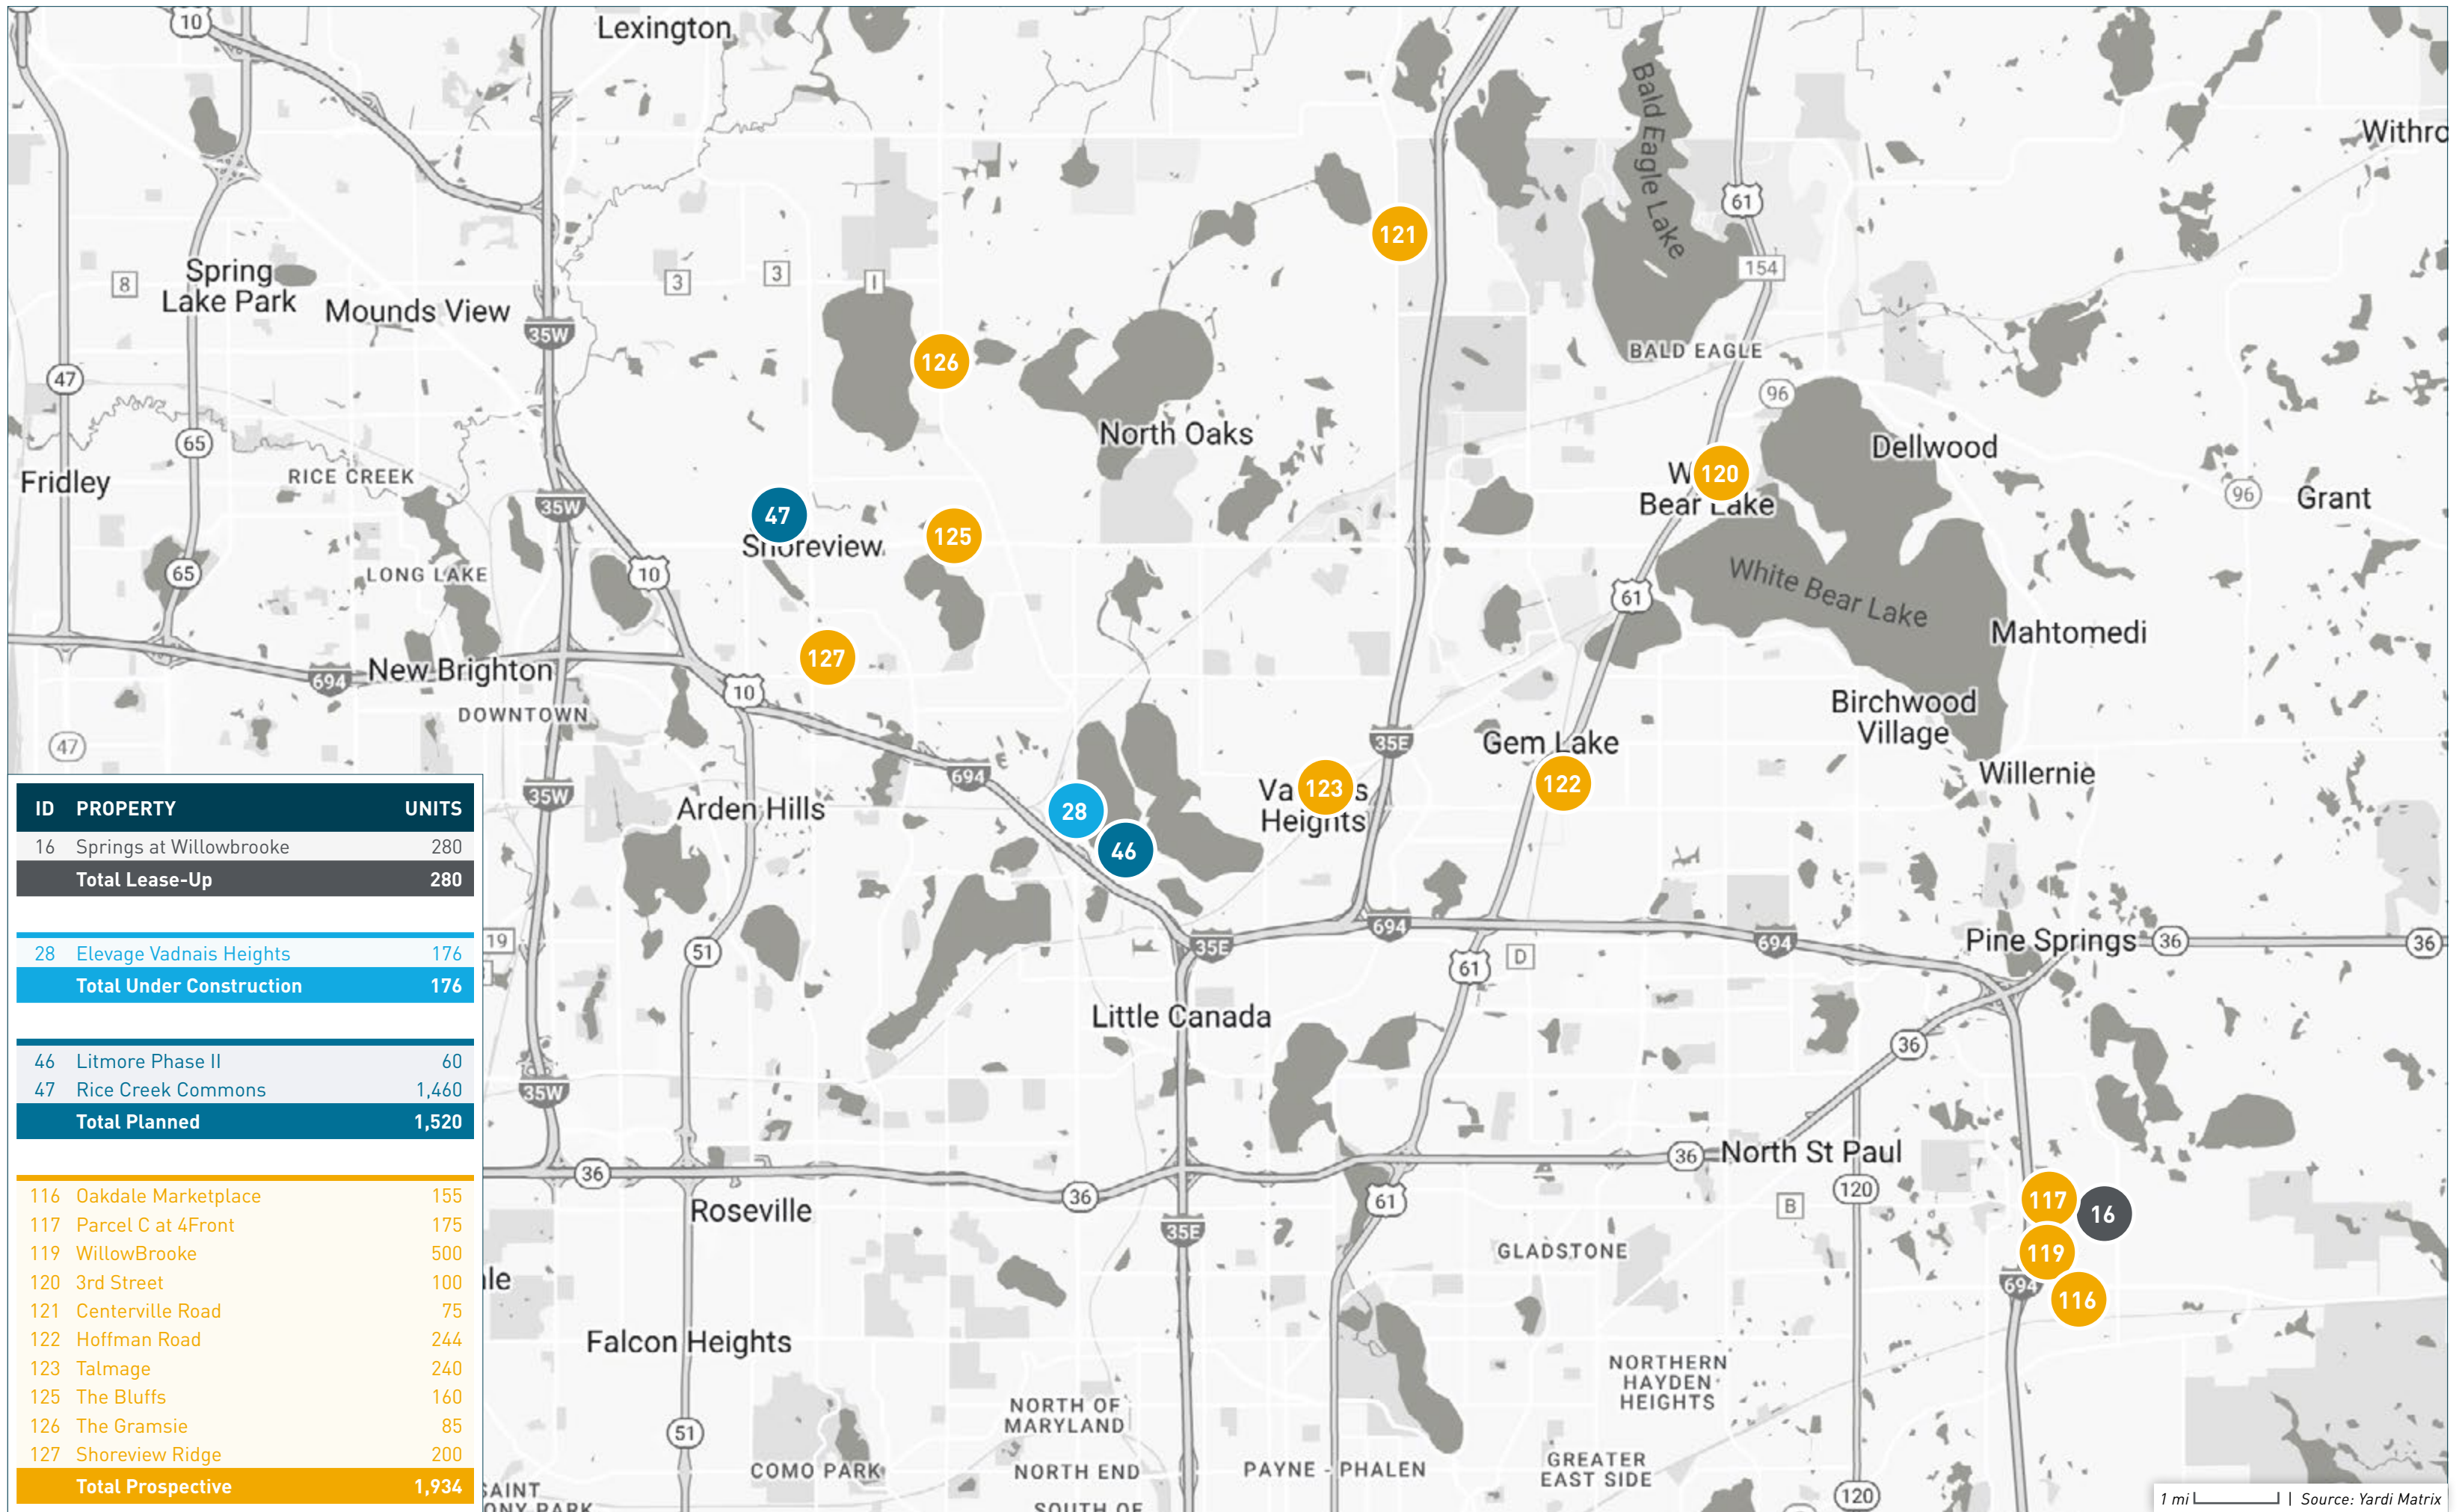 10
Lexington
Bald Eagle Lake
61
Withro
121
154
8
Spring
Lake Park
Mounds View
3
3
I
35W
126
BALD EAGLE
47
96
65
North Oaks
Dellwood
Fridley
RICE CREEK
35W
47
Shoreview
125
W 120
Bear Lake
96
Grant
65
LONG LAKE
10
61
White Bear Lake
Mahtomedi
694
New Brighton
127
10
DOWNTOWN
Birchwood
Village
47
35E
Gem Lake
Willernie
694
35W
Arden Hills
28
46
Va 123 s
Heights
122
ID PROPERTY UNITS
16 Springs at Willowbrooke 280
Total Lease-Up 280
28 Elevage Vadnais Heights 176
Total Under Construction 176
46 Litmore Phase II 60
47 Rice Creek Commons 1,460
Total Planned 1,520
116 Oakdale Marketplace 155
117 Parcel C at 4Front 175
119 WillowBrooke 500
120 3rd Street 100
121 Centerville Road 75
122 Hoffman Road 244
123 Talmage 240
125 The Bluffs 160
126 The Gramsie 85
127 Shoreview Ridge 200
Total Prospective 1,934
19
51
35E
694
61
D
694
Pine Springs
36
36
Little Canada
36
35W
36
Roseville
36
35E
61
36
North St Paul
120
B
117
16
119
694
116
GLADSTONE
ale
Falcon Heights
NORTHERN
HAYDEN
HEIGHTS
51
NORTH OF
MARYLAND
COMO PARK
NORTH END
PAYNE - PHALEN
GREATER
EAST SIDE
120
SAINT
ONY PARK
SOUTH OF
1 mi | Source: Yardi Matrix